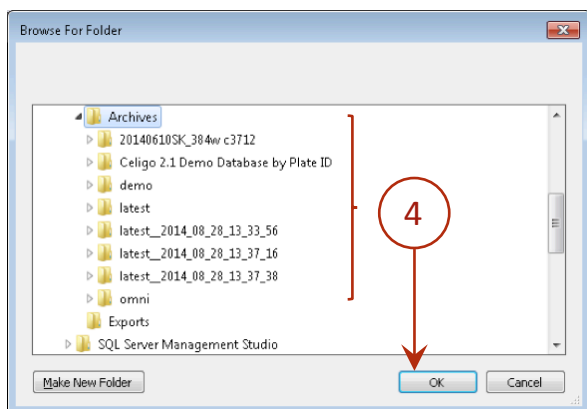 Browse For Folder
Archives
20140610SK_384w c3712
Celigo 2.1 Demo Database by Plate ID
demo
latest
latest__2014_08_28_13_33_56
latest__2014_08_28_13_37_16
latest__2014_08_28_13_37_38
omni
Exports
SQL Server Management Studio
4
Make New Folder
OK
Cancel